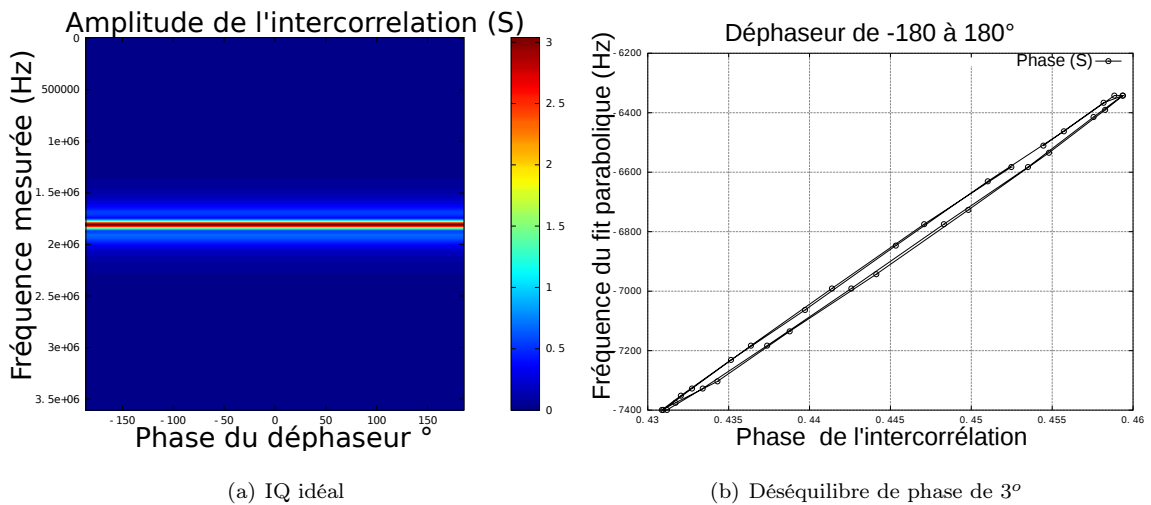 Amplitude de l'intercorrelation (S)
Fréquence mesurée (Hz)
0
500000
1e+06
1.5e+06
2e+06
2.5e+06
3e+06
3.5e+06
-150
-100
-50
0
50
100
150
Phase du déphaseur °
3
2.5
2
1.5
1
0.5
0
(a) IQ idéal
Déphaseur de -180 à 180°
Phase (S)
Fréquence du fit parabolique (Hz)
-6200
-6400
-6600
-6800
-7000
-7200
-7400
0.43
0.435
0.44
0.445
0.45
0.455
0.46
Phase de l'intercorrélation
(b) Déséquilibre de phase de 3º